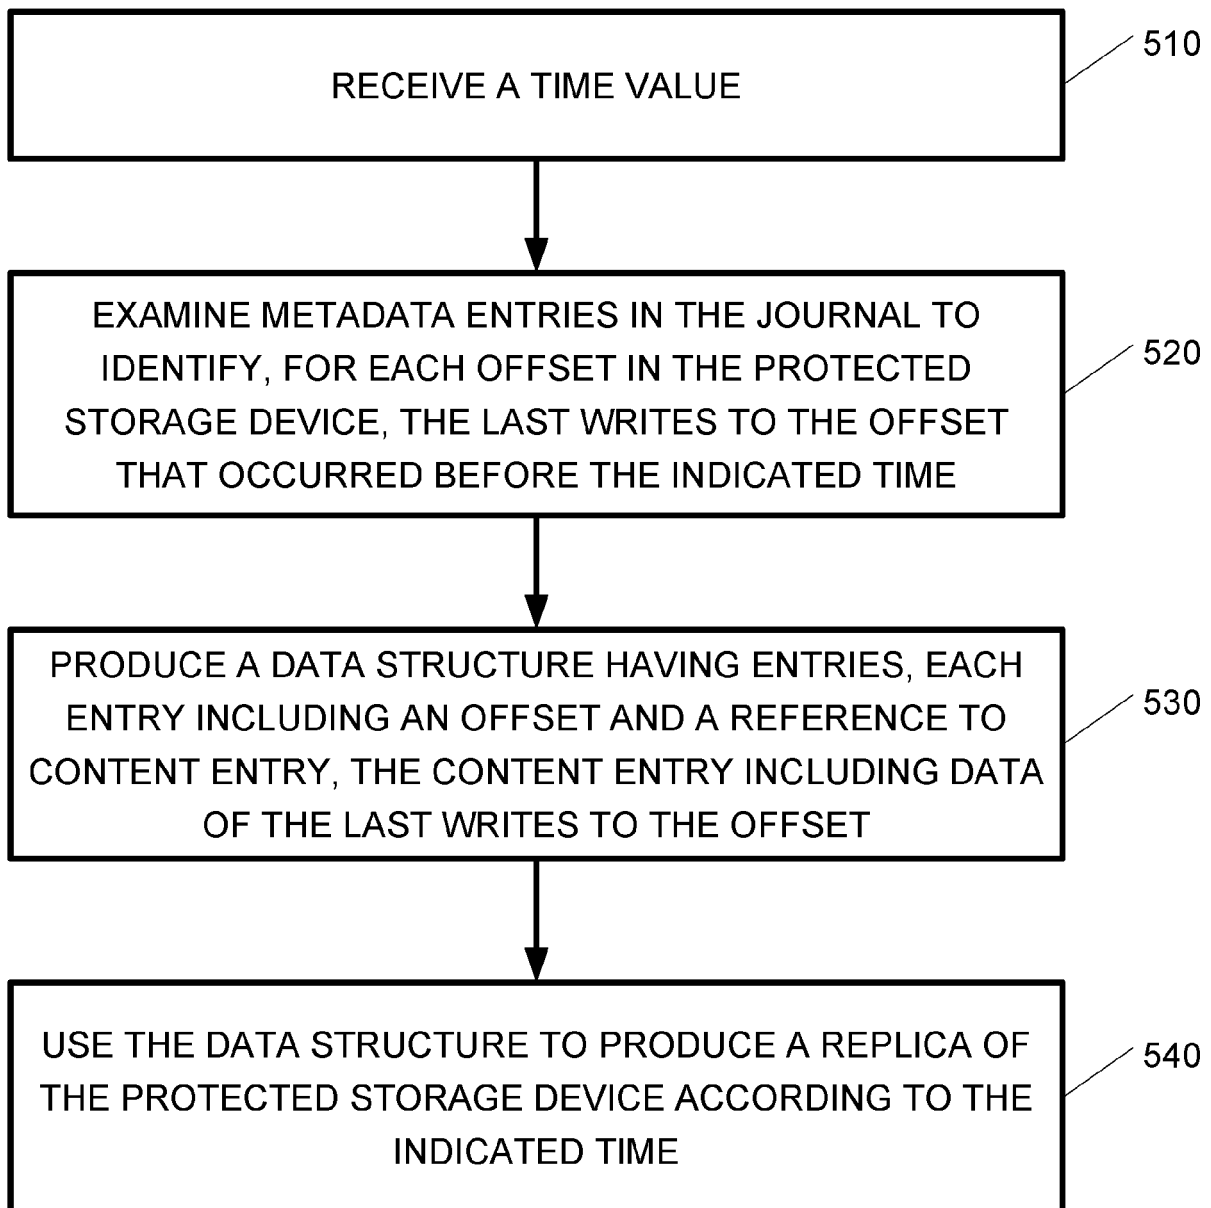 RECEIVE A TIME VALUE
510
EXAMINE METADATA ENTRIES IN THE JOURNAL TO
IDENTIFY, FOR EACH OFFSET IN THE PROTECTED
STORAGE DEVICE, THE LAST WRITES TO THE OFFSET
THAT OCCURRED BEFORE THE INDICATED TIME
520
PRODUCE A DATA STRUCTURE HAVING ENTRIES, EACH
ENTRY INCLUDING AN OFFSET AND A REFERENCE TO
CONTENT ENTRY, THE CONTENT ENTRY INCLUDING DATA
OF THE LAST WRITES TO THE OFFSET
530
USE THE DATA STRUCTURE TO PRODUCE A REPLICA OF
THE PROTECTED STORAGE DEVICE ACCORDING TO THE
INDICATED TIME
540